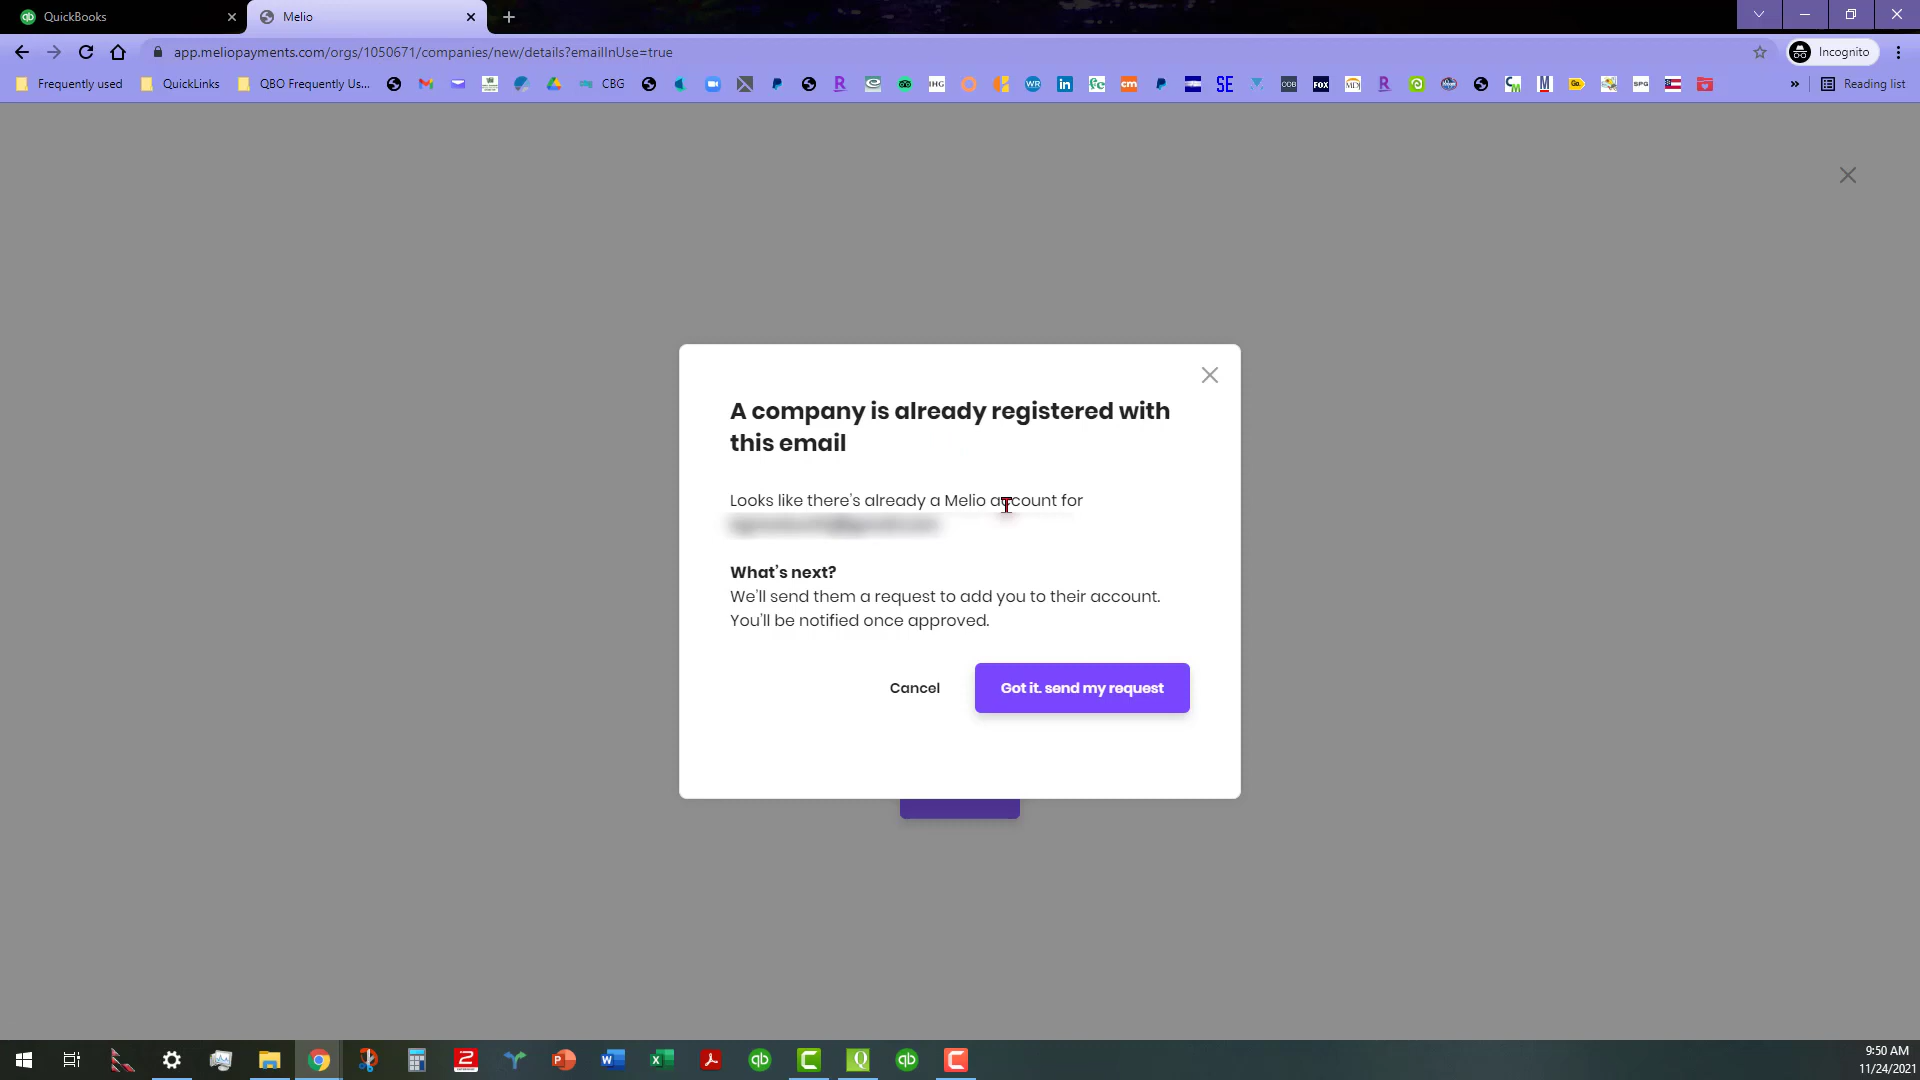 QuickBooks
Melio
app.meliopayments.com/orgs/1050671/companies/new/details?emailInUse=true
Incognito
Frequently used
QuickLinks
QBO Frequently Us...
CBG
Reading list
A company is already registered with
this email
Looks like there's already a Melio account for
What's next?
We'll send them a request to add you to their account.
You'll be notified once approved.
Cancel
Got it. send my request
9:50 AM
11/24/2021